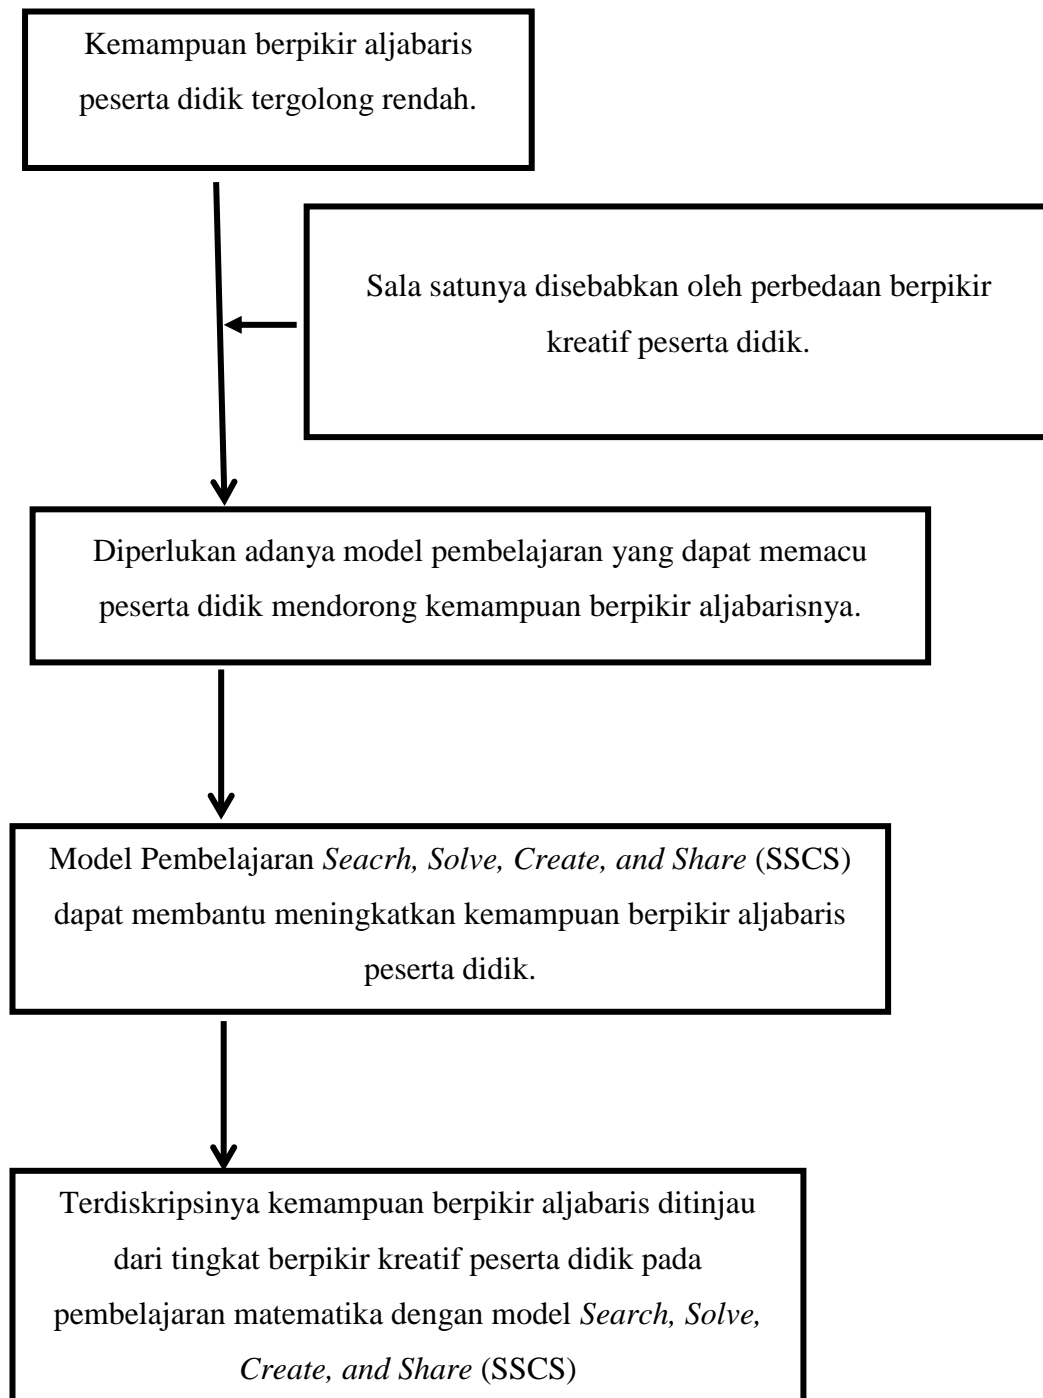 Kemampuan berpikir aljabaris
peserta didik tergolong rendah.
Sala satunya disebabkan oleh perbedaan berpikir
kreatif peserta didik.
Diperlukan adanya model pembelajaran yang dapat memacu
peserta didik mendorong kemampuan berpikir aljabarisnya.
Model Pembelajaran Seacrh, Solve, Create, and Share (SSCS)
dapat membantu meningkatkan kemampuan berpikir aljabaris
peserta didik.
Terdiskripsinya kemampuan berpikir aljabaris ditinjau
dari tingkat berpikir kreatif peserta didik pada
pembelajaran matematika dengan model Search, Solve,
Create, and Share (SSCS)